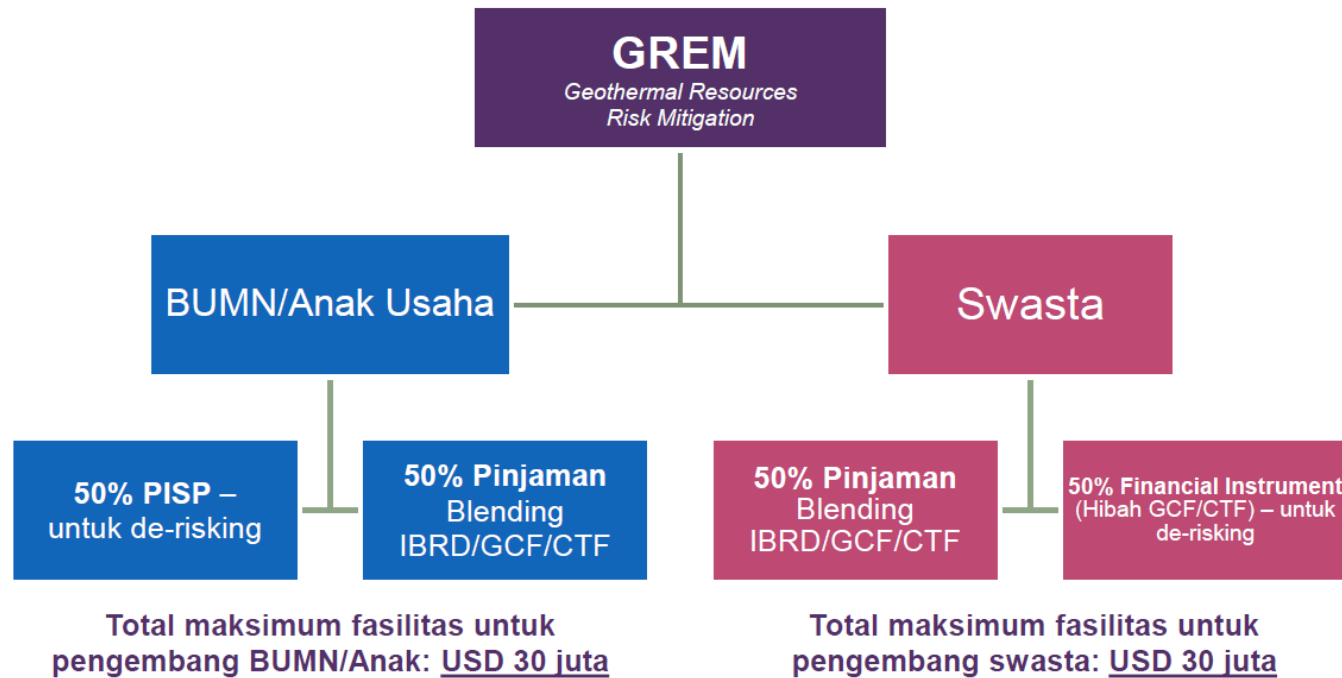 GREM
Geothermal Resources
Risk Mitigation
BUMN/Anak Usaha
Swasta
50% PISP –
untuk de-risking
50% Pinjaman
Blending
IBRD/GCF/CTF
50% Pinjaman
Blending
IBRD/GCF/CTF
50% Financial Instrument
(Hibah GCF/CTF) – untuk
de-risking
Total maksimum fasilitas untuk
pengembang BUMN/Anak: USD 30 juta
Total maksimum fasilitas untuk
pengembang swasta: USD 30 juta